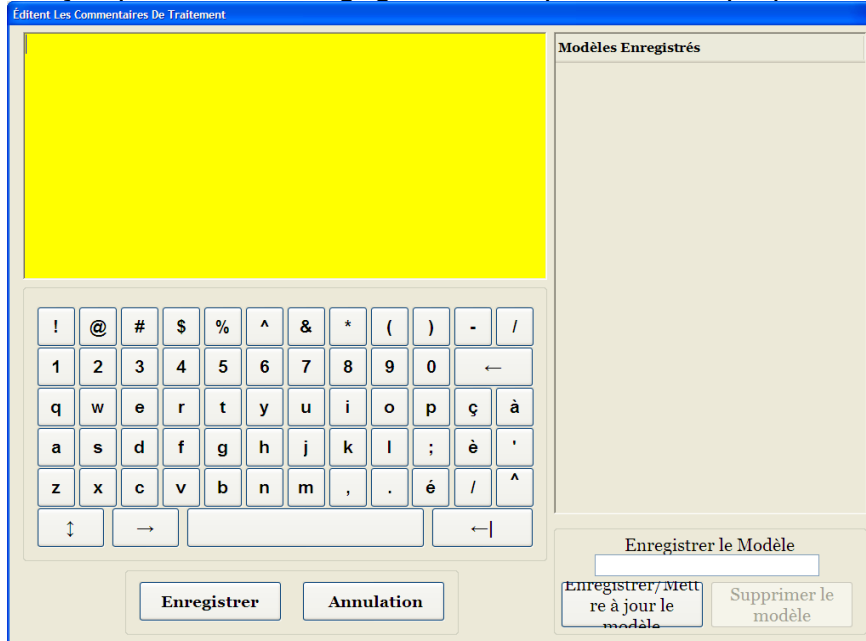 Éditent Les Commentaires De Traitement
Modèles Enregistrés
! @ # $ % ^ & * ( ) - /
1 2 3 4 5 6 7 8 9 0 ←
q w e r t y u i o p ç à
a s d f g h j k l ; è '
z x c v b n m , . é / ^
↕ → ←|
Enregistrer le Modèle
Enregistrer/Mett
re à jour le
modèle
Supprimer le
modèle
Enregistrer Annulation